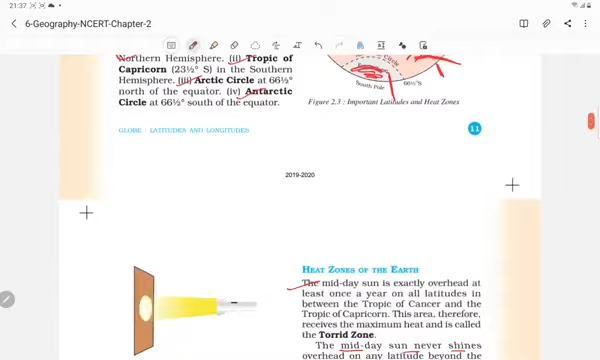 21:37
91%
6-Geography-NCERT-Chapter-2
Northern Hemisphere. (ii) Tropic of
Capricorn (23½° S) in the Southern
Hemisphere. (iii) Arctic Circle at 66½°
north of the equator. (iv) Antarctic
Circle at 66½° south of the equator.
Circle
South Pole
66½°S
Figure 2.3 : Important Latitudes and Heat Zones
GLOBE : LATITUDES AND LONGITUDES
11
2019-2020
HEAT ZONES OF THE EARTH
The mid-day sun is exactly overhead at
least once a year on all latitudes in
between the Tropic of Cancer and the
Tropic of Capricorn. This area, therefore,
receives the maximum heat and is called
the Torrid Zone.
The mid-day sun never shines
overhead on any latitude beyond the